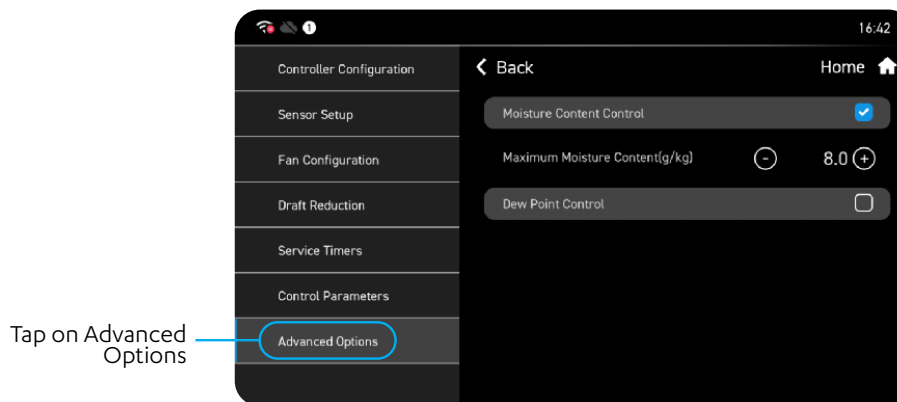 1 16:42
Controller Configuration
Back Home
Sensor Setup
Moisture Content Control
Fan Configuration
Maximum Moisture Content(g/kg) - 8.0 +
Draft Reduction
Dew Point Control
Service Timers
Control Parameters
Tap on Advanced
Options
Advanced Options